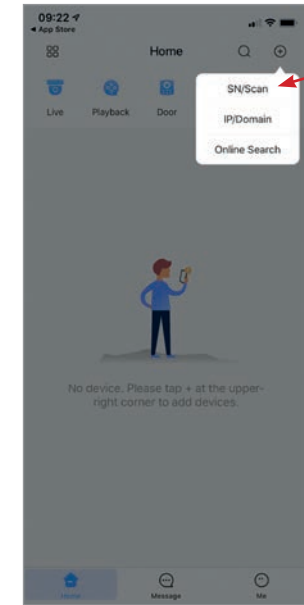 09:22
App Store
Home
Live
Playback
Door
SN/Scan
IP/Domain
Online Search
No device. Please tap + at the upper-
right corner to add devices.
Home
Message
Me